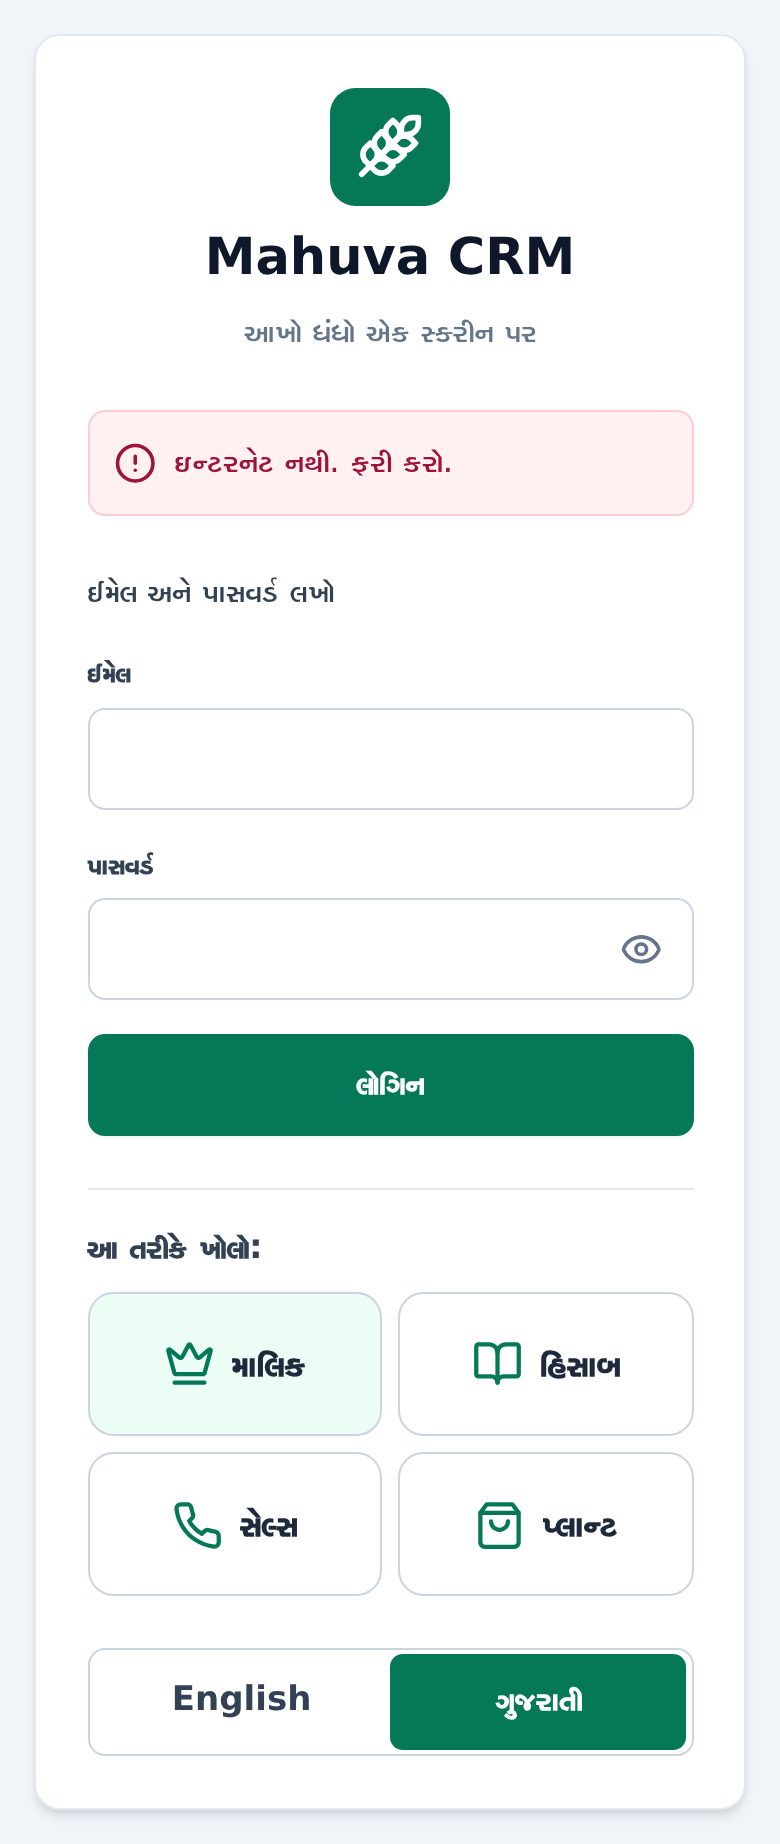 Mahuva CRM
આખો ધંધો એક સ્ક્રીન પર
ઇન્ટરનેટ નથી. ફરી કરો.
ઈમેલ અને પાસવર્ડ લખો
ઈમેલ
પાસવર્ડ
લોગિન
આ તરીકે ખોલો:
માલિક
હિસાબ
સેલ્સ
પ્લાન્ટ
English
ગુજરાતી